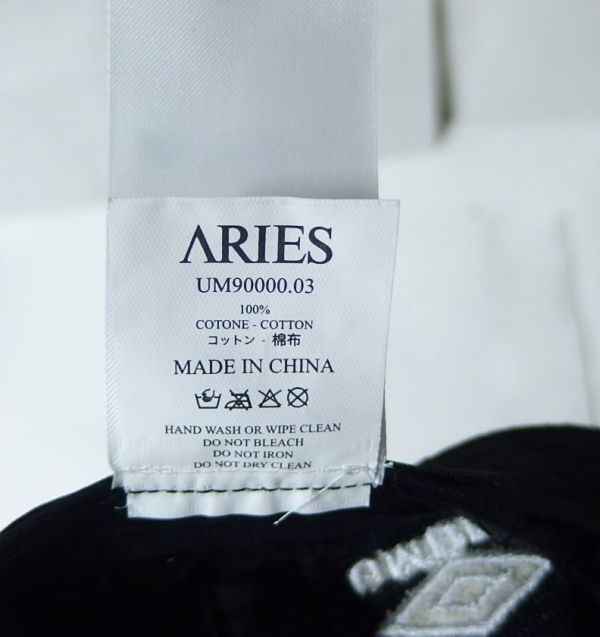 ARIES
UM90000.03
100%
COTONE - COTTON
コットン - 棉布
MADE IN CHINA
HAND WASH OR WIPE CLEAN
DO NOT BLEACH
DO NOT IRON
DO NOT DRY CLEAN